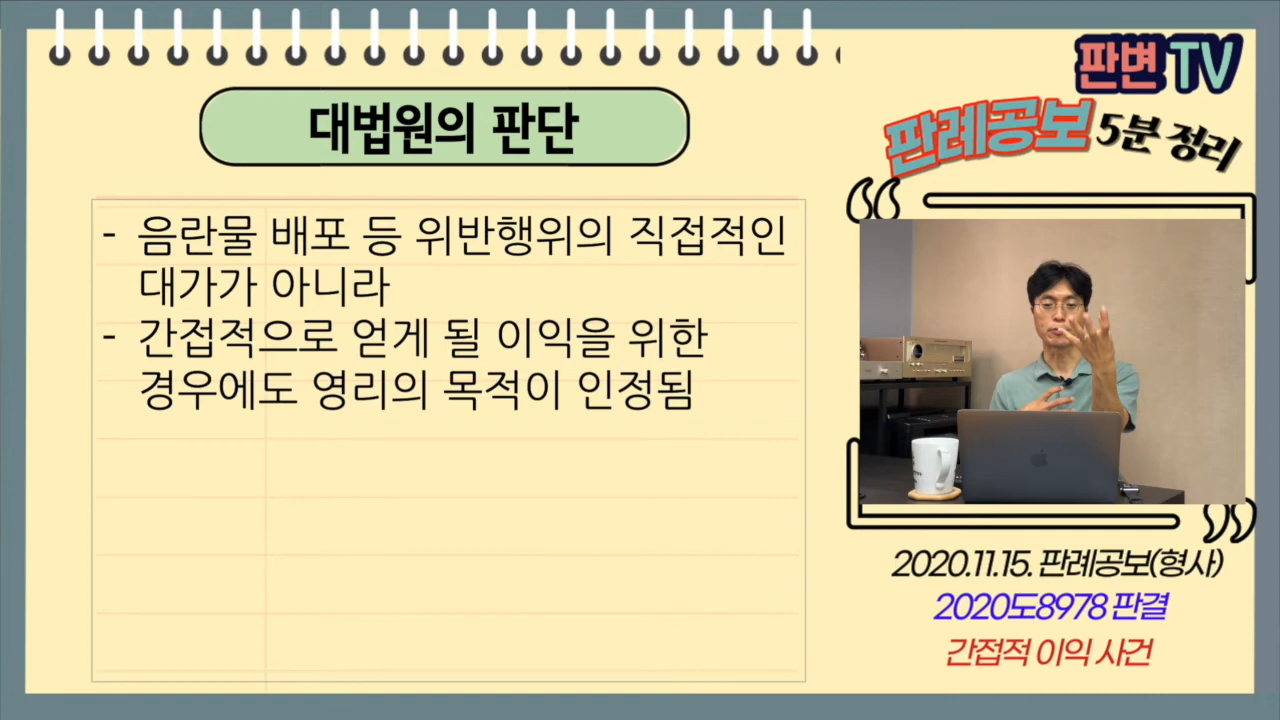 판변 TV
판례공보 5분 정리
대법원의 판단
- 음란물 배포 등 위반행위의 직접적인
대가가 아니라
- 간접적으로 얻게 될 이익을 위한
경우에도 영리의 목적이 인정됨
2020.11.15. 판례공보(형사)
2020도8978 판결
간접적 이익 사건